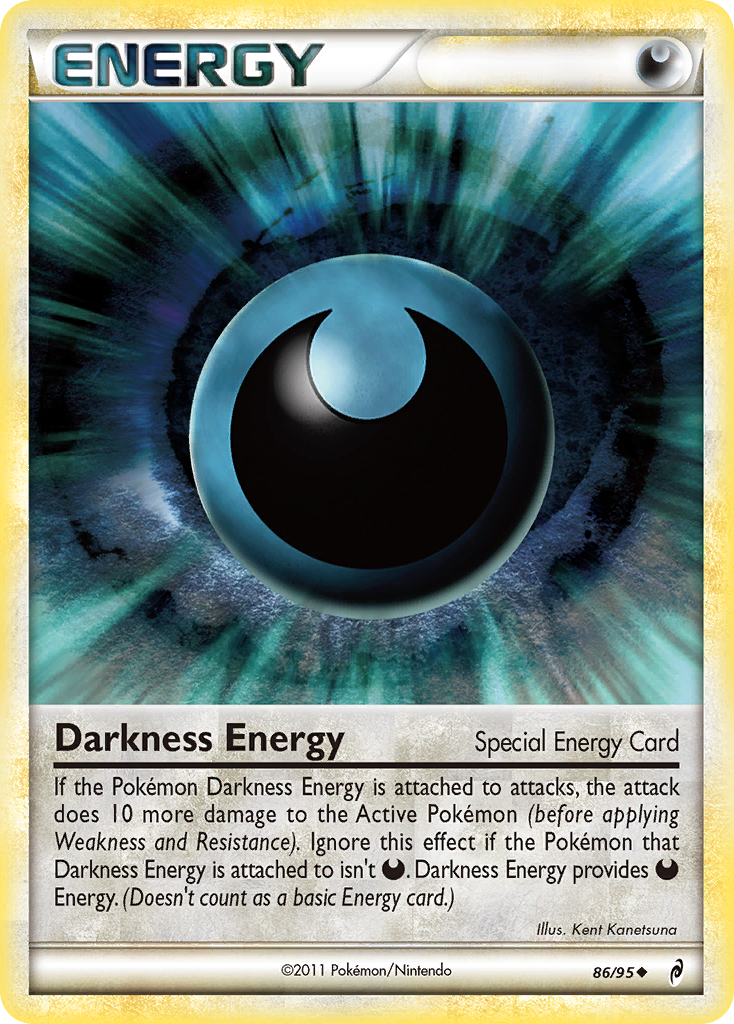 ENERGY
Darkness Energy Special Energy Card
If the Pokémon Darkness Energy is attached to attacks, the attack
does 10 more damage to the Active Pokémon (before applying
Weakness and Resistance). Ignore this effect if the Pokémon that
Darkness Energy is attached to isn't . Darkness Energy provides
Energy. (Doesn't count as a basic Energy card.)
Illus. Kent Kanetsuna
©2011 Pokémon/Nintendo 86/95